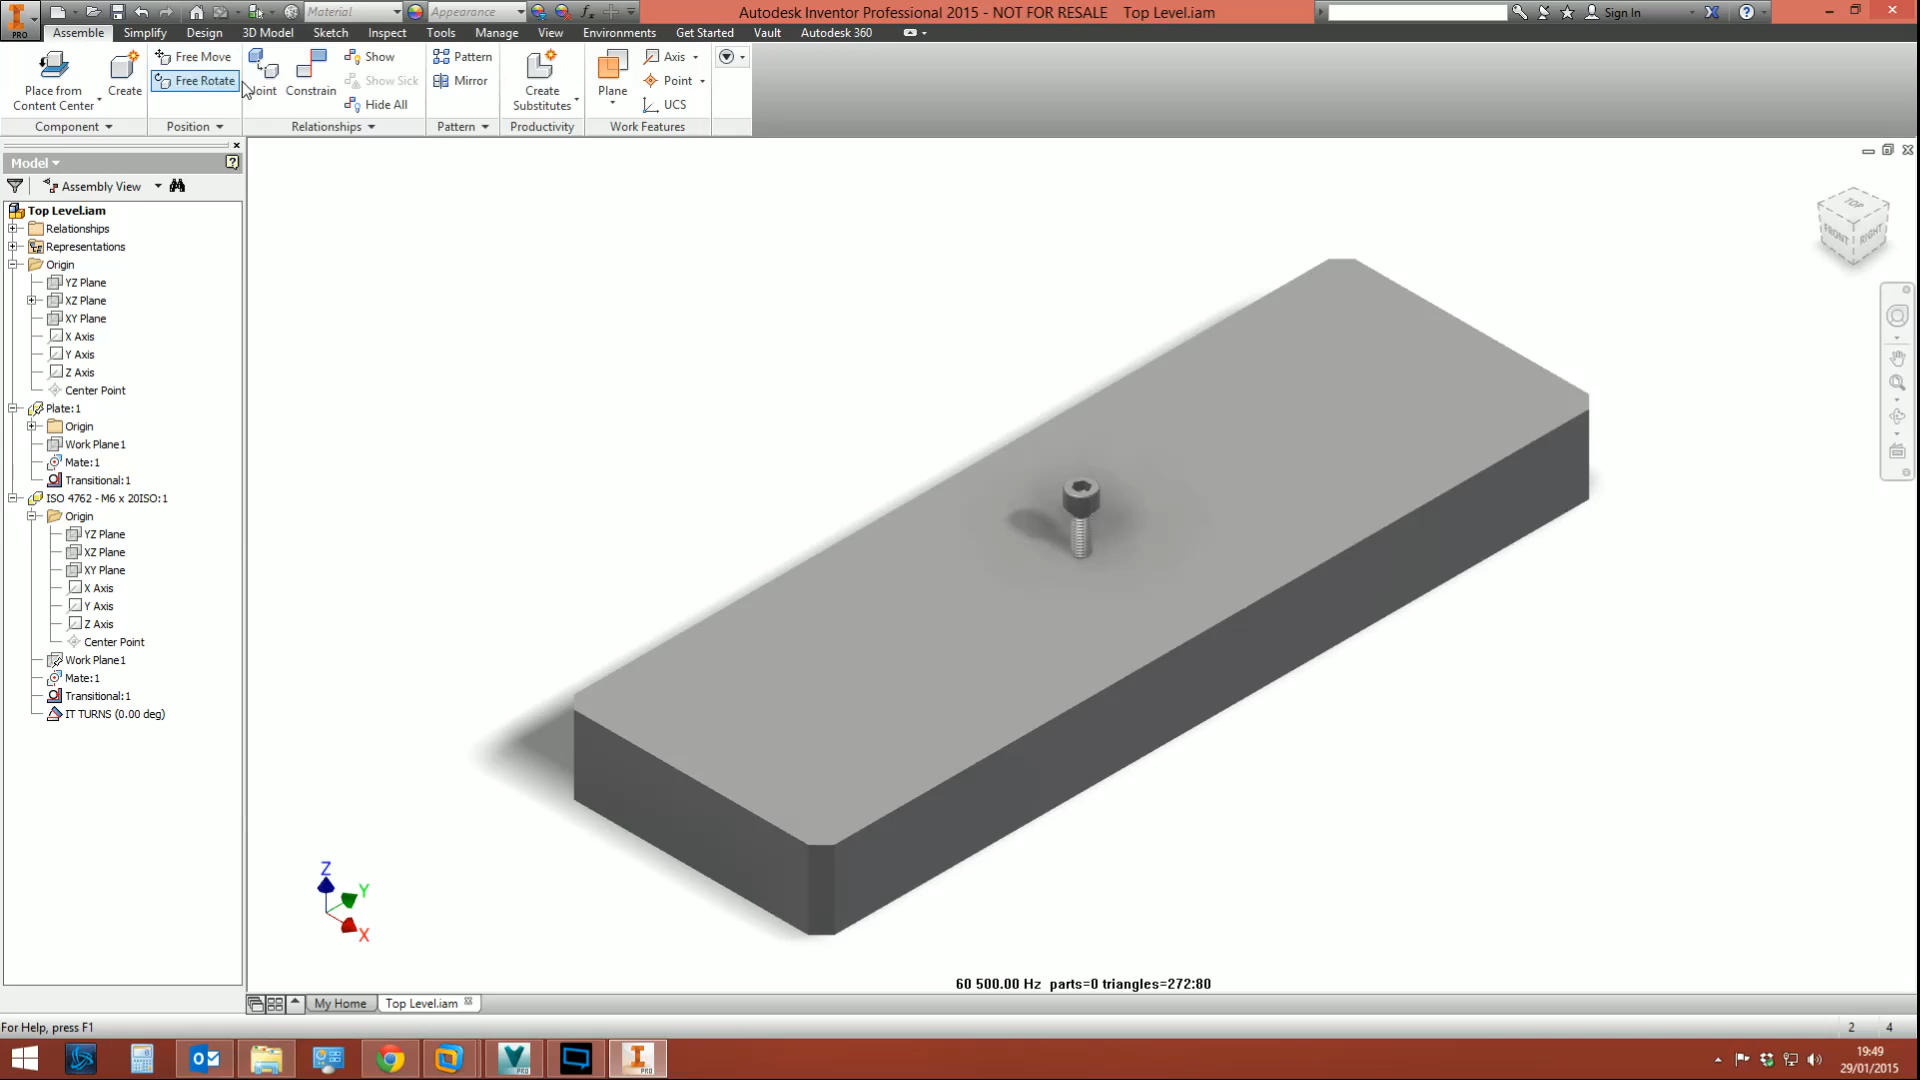 Material
Appearance
Autodesk Inventor Professional 2015 - NOT FOR RESALE Top Level.iam
Sign In
PRO
Assemble Simplify Design 3D Model Sketch Inspect Tools Manage View Environments Get Started Vault Autodesk 360
Place from
Content Center
Create
Free Move
Free Rotate
Joint
Constrain
Show
Show Sick
Hide All
Pattern
Mirror
Create
Substitutes
Plane
Axis
Point
UCS
Component
Position
Relationships
Pattern
Productivity
Work Features
Model
Assembly View
Top Level.iam
Relationships
Representations
Origin
YZ Plane
XZ Plane
XY Plane
X Axis
Y Axis
Z Axis
Center Point
Plate:1
Origin
Work Plane1
Mate:1
Transitional:1
ISO 4762 - M6 x 20ISO:1
Origin
YZ Plane
XZ Plane
XY Plane
X Axis
Y Axis
Z Axis
Center Point
Work Plane1
Mate:1
Transitional:1
IT TURNS (0.00 deg)
TOP
FRONT
RIGHT
Z
Y
X
60 500.00 Hz parts=0 triangles=272:80
My Home
Top Level.iam
For Help, press F1
2 4
PRO
PRO
19:49
29/01/2015